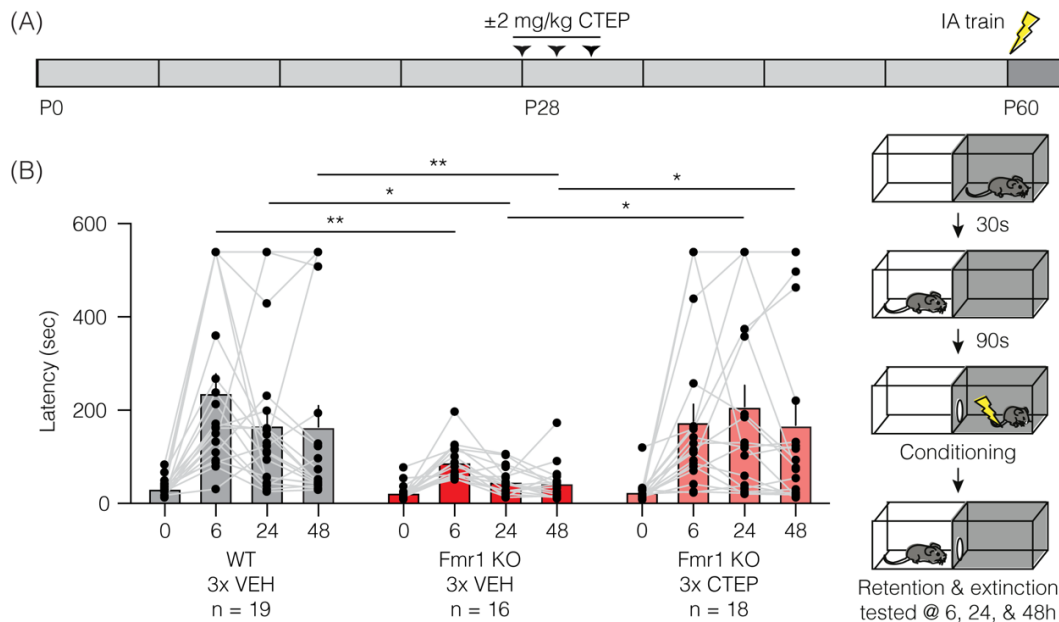 (A)
±2 mg/kg CTEP
IA train
P0
P28
P60
(B)
**
*
*
**
*
Latency (sec)
600
400
200
0
0 6 24 48 0 6 24 48 0 6 24 48
WT Fmr1 KO Fmr1 KO
3x VEH 3x VEH 3x CTEP
n = 19 n = 16 n = 18
30s
90s
Conditioning
Retention & extinction
tested @ 6, 24, & 48h